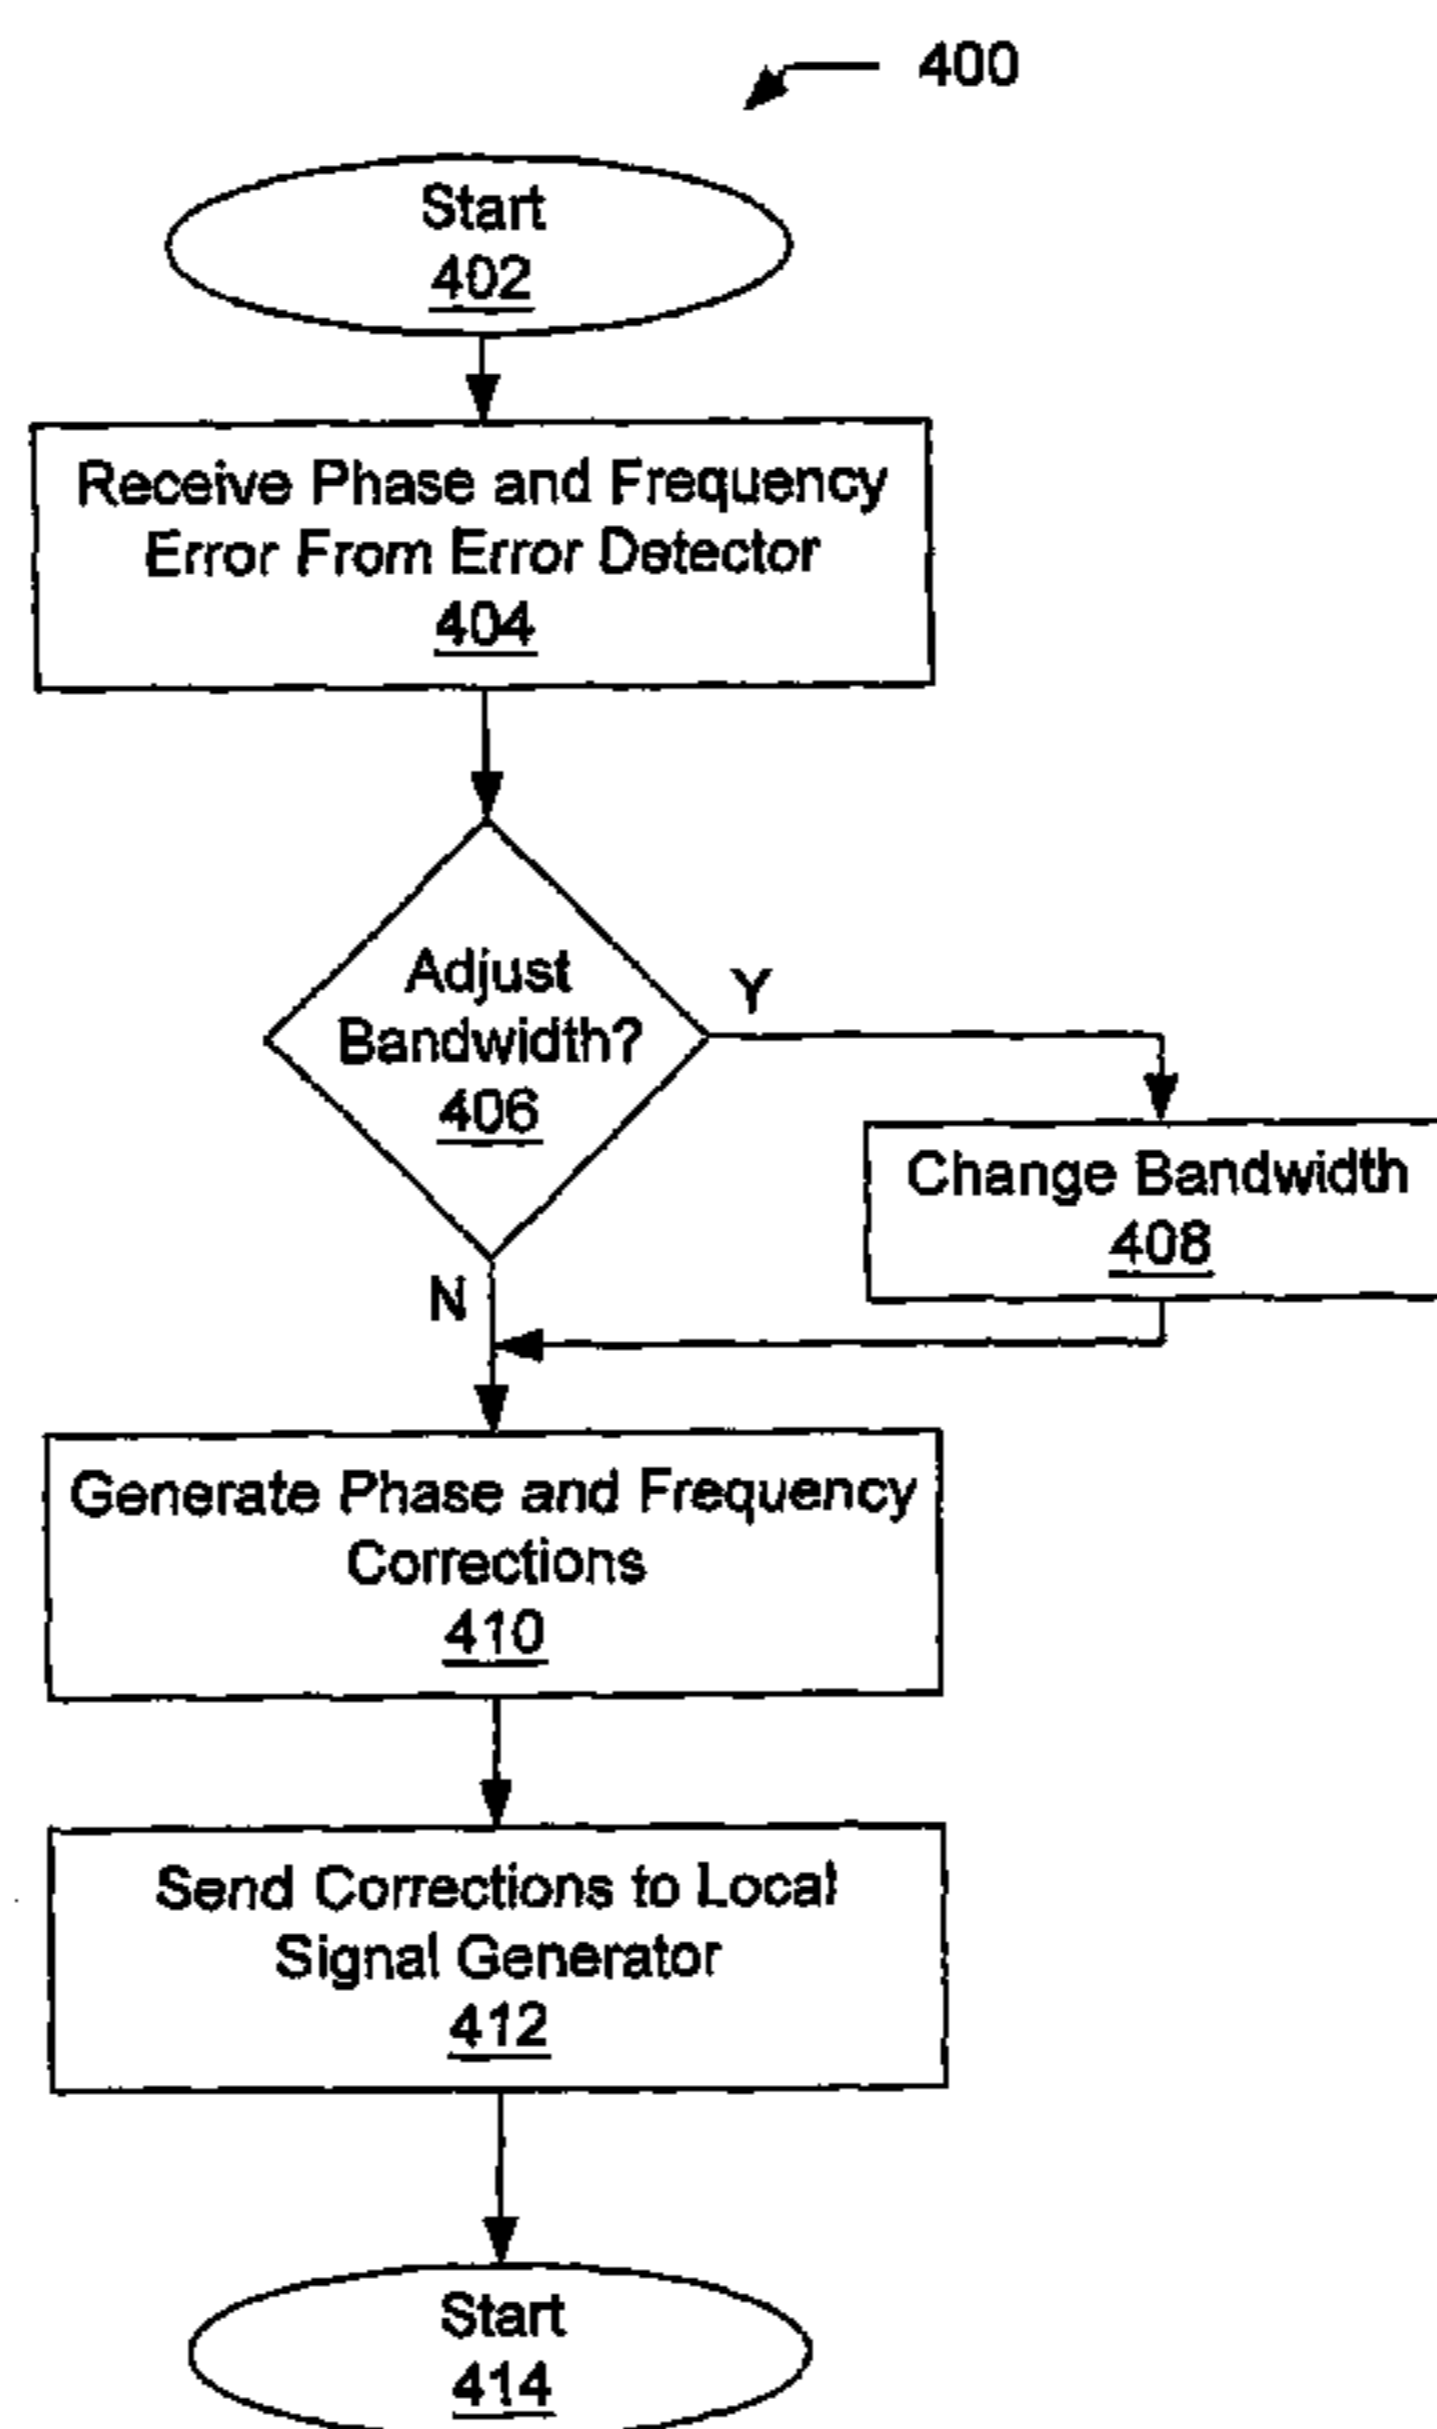 400
Start
402
Receive Phase and Frequency
Error From Error Detector
404
Adjust
Bandwidth?
406
Y
Change Bandwidth
408
N
Generate Phase and Frequency
Corrections
410
Send Corrections to Local
Signal Generator
412
Start
414